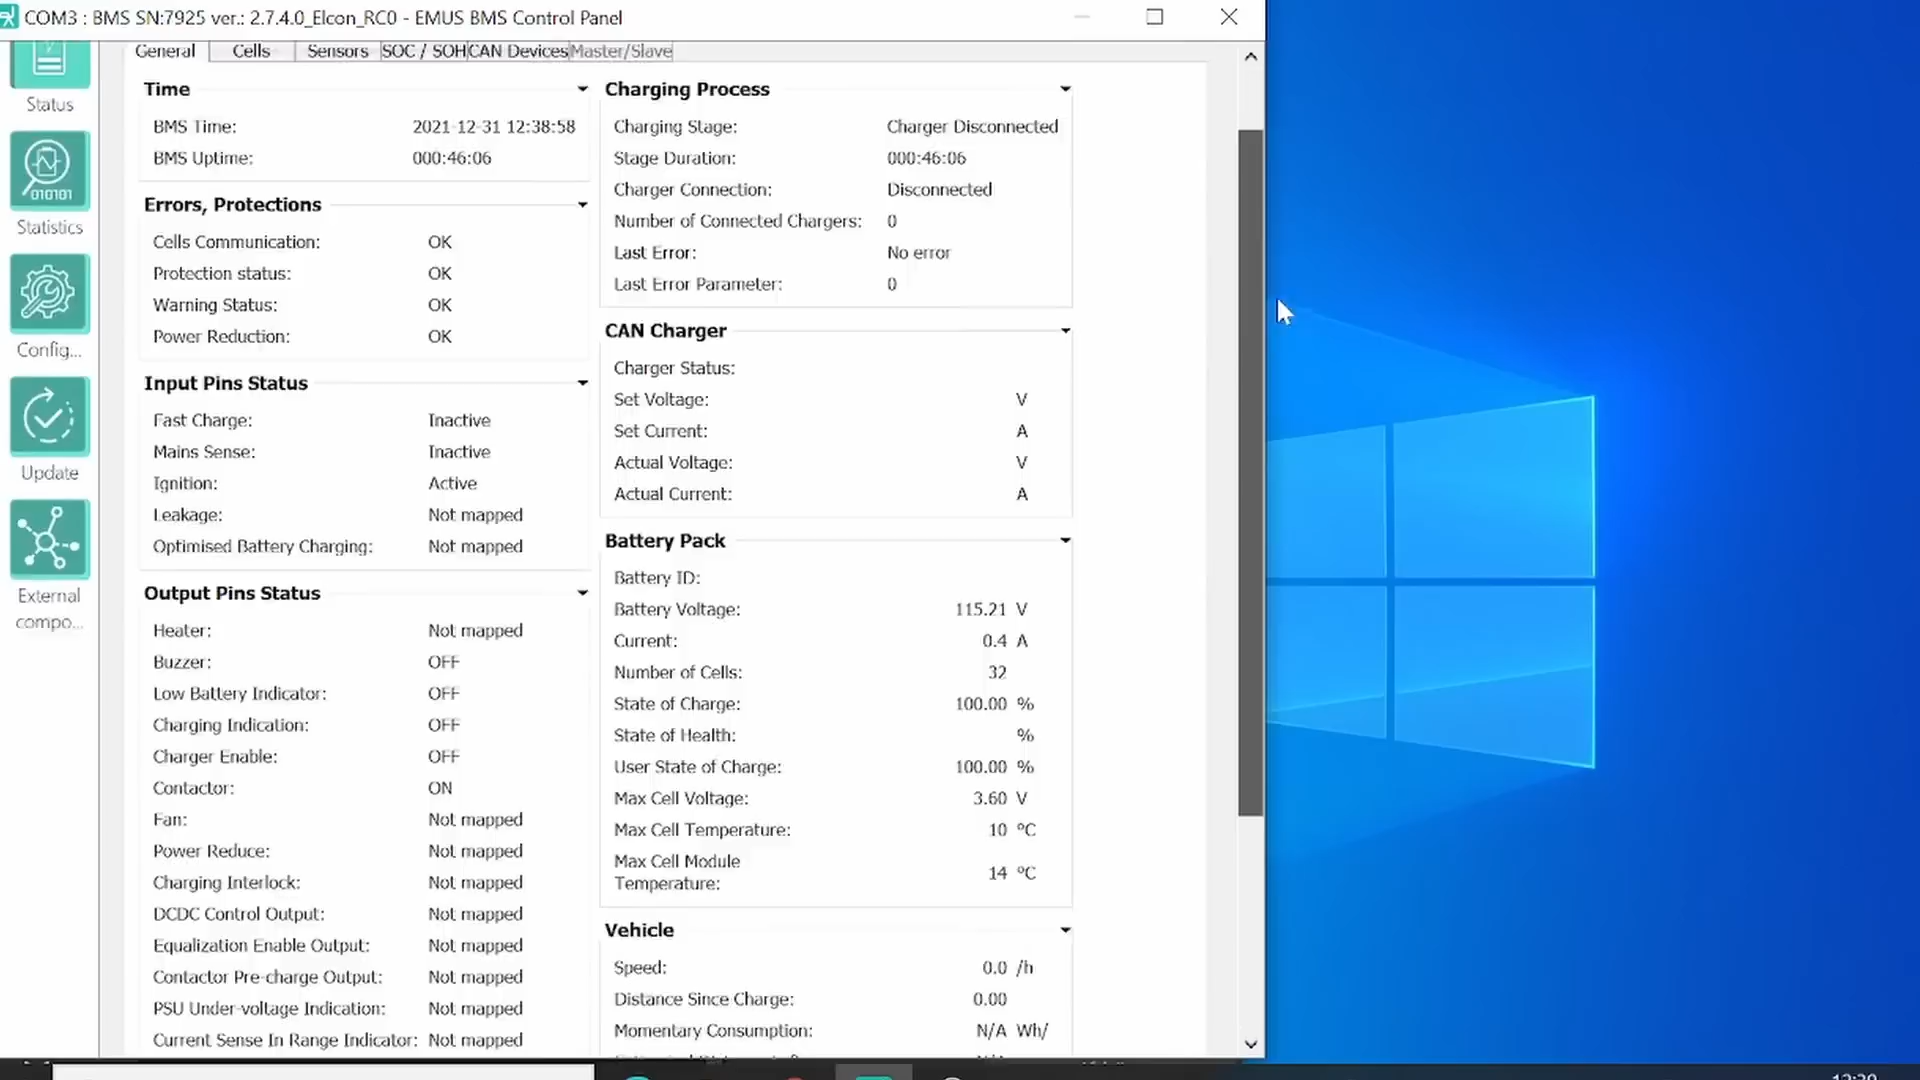 COM3 : BMS SN:7925 ver.: 2.7.4.0_Elcon_RC0 - EMUS BMS Control Panel
General Cells Sensors SOC / SOH CAN Devices Master/Slave
Status
010101
Statistics
Config...
Update
External
compo...
Time
BMS Time: 2021-12-31 12:38:58
BMS Uptime: 000:46:06
Errors, Protections
Cells Communication: OK
Protection status: OK
Warning Status: OK
Power Reduction: OK
Input Pins Status
Fast Charge: Inactive
Mains Sense: Inactive
Ignition: Active
Leakage: Not mapped
Optimised Battery Charging: Not mapped
Output Pins Status
Heater: Not mapped
Buzzer: OFF
Low Battery Indicator: OFF
Charging Indication: OFF
Charger Enable: OFF
Contactor: ON
Fan: Not mapped
Power Reduce: Not mapped
Charging Interlock: Not mapped
DCDC Control Output: Not mapped
Equalization Enable Output: Not mapped
Contactor Pre-charge Output: Not mapped
PSU Under-voltage Indication: Not mapped
Current Sense In Range Indicator: Not mapped
Charging Process
Charging Stage: Charger Disconnected
Stage Duration: 000:46:06
Charger Connection: Disconnected
Number of Connected Chargers: 0
Last Error: No error
Last Error Parameter: 0
CAN Charger
Charger Status:
Set Voltage: V
Set Current: A
Actual Voltage: V
Actual Current: A
Battery Pack
Battery ID:
Battery Voltage: 115.21 V
Current: 0.4 A
Number of Cells: 32
State of Charge: 100.00 %
State of Health: %
User State of Charge: 100.00 %
Max Cell Voltage: 3.60 V
Max Cell Temperature: 10 °C
Max Cell Module
Temperature: 14 °C
Vehicle
Speed: 0.0 /h
Distance Since Charge: 0.00
Momentary Consumption: N/A Wh/